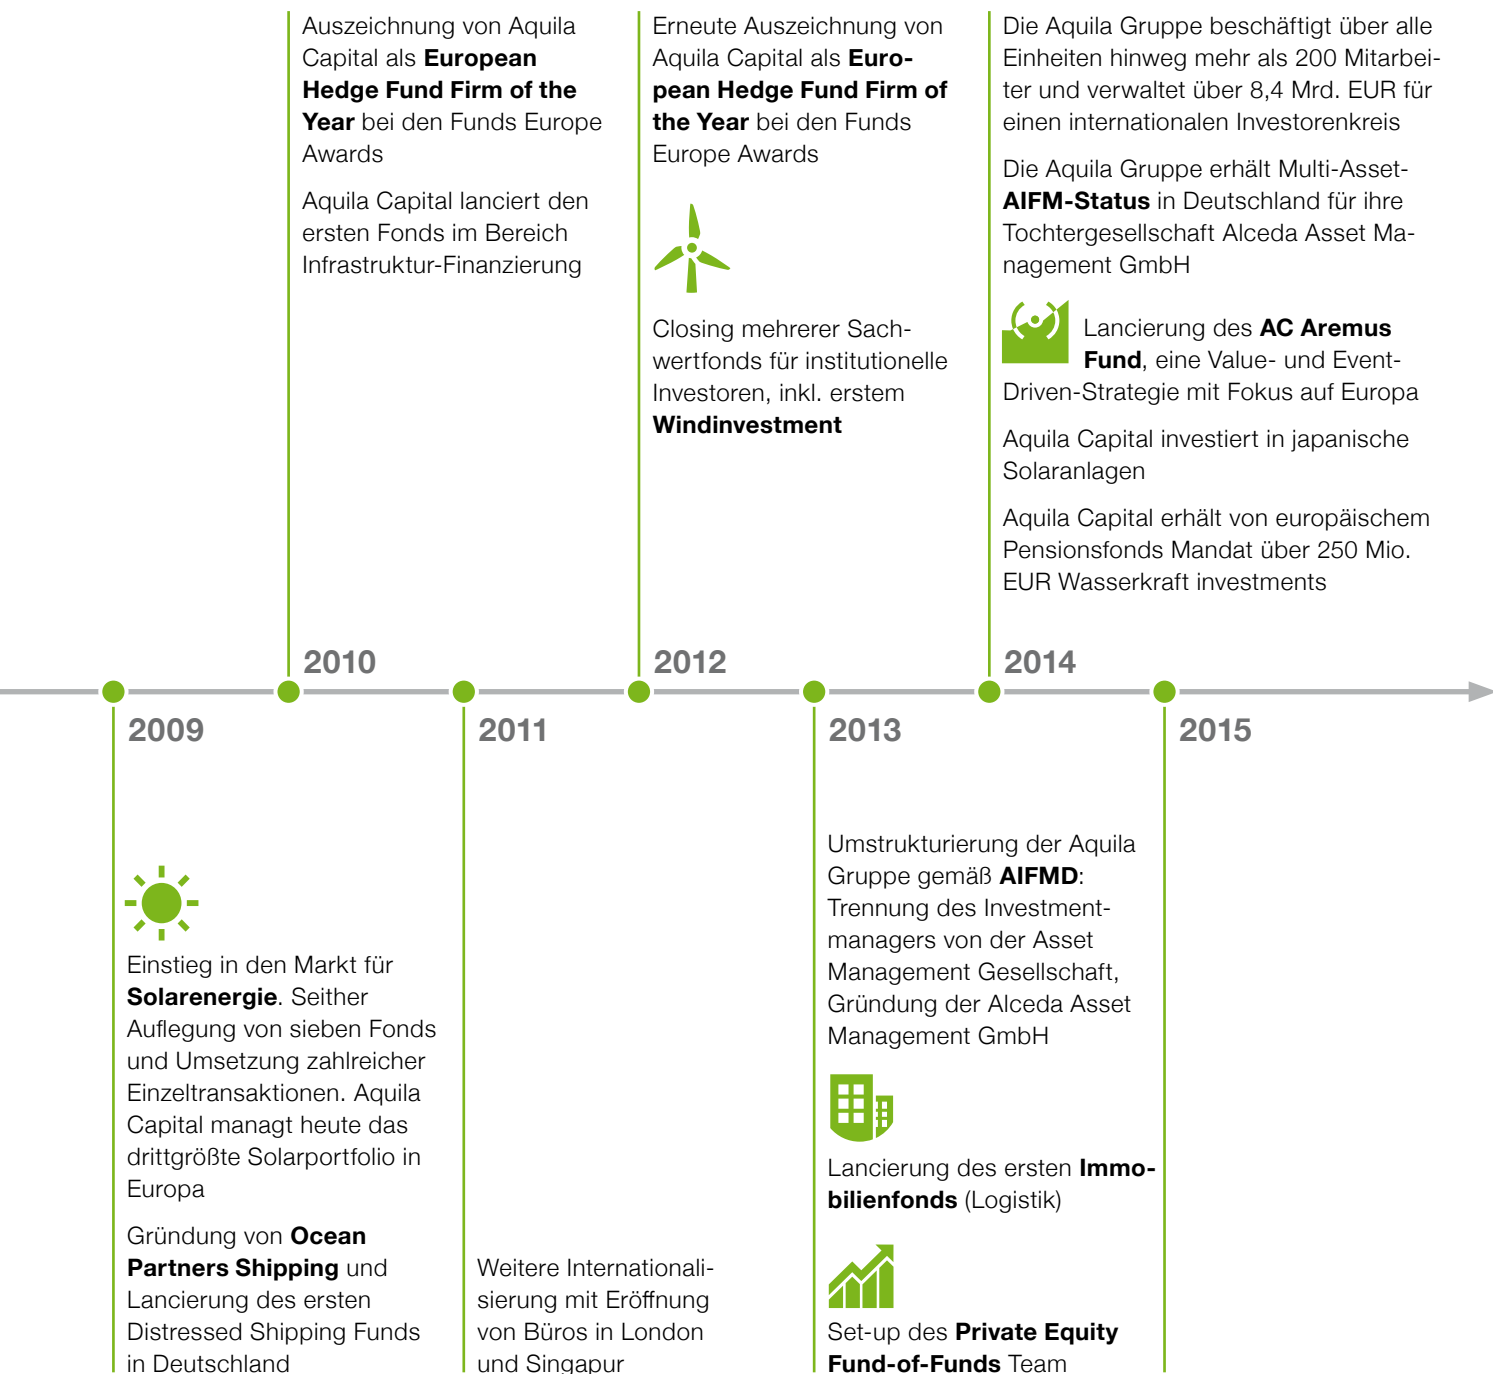 Auszeichnung von Aquila
Capital als European
Hedge Fund Firm of the
Year bei den Funds Europe
Awards
Aquila Capital lanciert den
ersten Fonds im Bereich
Infrastruktur-Finanzierung
Erneute Auszeichnung von
Aquila Capital als Euro-
pean Hedge Fund Firm of
the Year bei den Funds
Europe Awards
Closing mehrerer Sach-
wertfonds für institutionelle
Investoren, inkl. erstem
Windinvestment
Die Aquila Gruppe beschäftigt über alle
Einheiten hinweg mehr als 200 Mitarbei-
ter und verwaltet über 8,4 Mrd. EUR für
einen internationalen Investorenkreis
Die Aquila Gruppe erhält Multi-Asset-
AIFM-Status in Deutschland für ihre
Tochtergesellschaft Alceda Asset Ma-
nagement GmbH
Lancierung des AC Aremus
Fund, eine Value- und Event-
Driven-Strategie mit Fokus auf Europa
Aquila Capital investiert in japanische
Solaranlagen
Aquila Capital erhält von europäischem
Pensionsfonds Mandat über 250 Mio.
EUR Wasserkraft investments
2010
2012
2014
2009
2011
2013
2015
Einstieg in den Markt für
Solarenergie. Seither
Auflegung von sieben Fonds
und Umsetzung zahlreicher
Einzeltransaktionen. Aquila
Capital managt heute das
drittgrößte Solarportfolio in
Europa
Gründung von Ocean
Partners Shipping und
Lancierung des ersten
Distressed Shipping Funds
in Deutschland
Weitere Internationali-
sierung mit Eröffnung
von Büros in London
und Singapur
Umstrukturierung der Aquila
Gruppe gemäß AIFMD:
Trennung des Investment-
managers von der Asset
Management Gesellschaft,
Gründung der Alceda Asset
Management GmbH
Lancierung des ersten Immo-
bilienfonds (Logistik)
Set-up des Private Equity
Fund-of-Funds Team